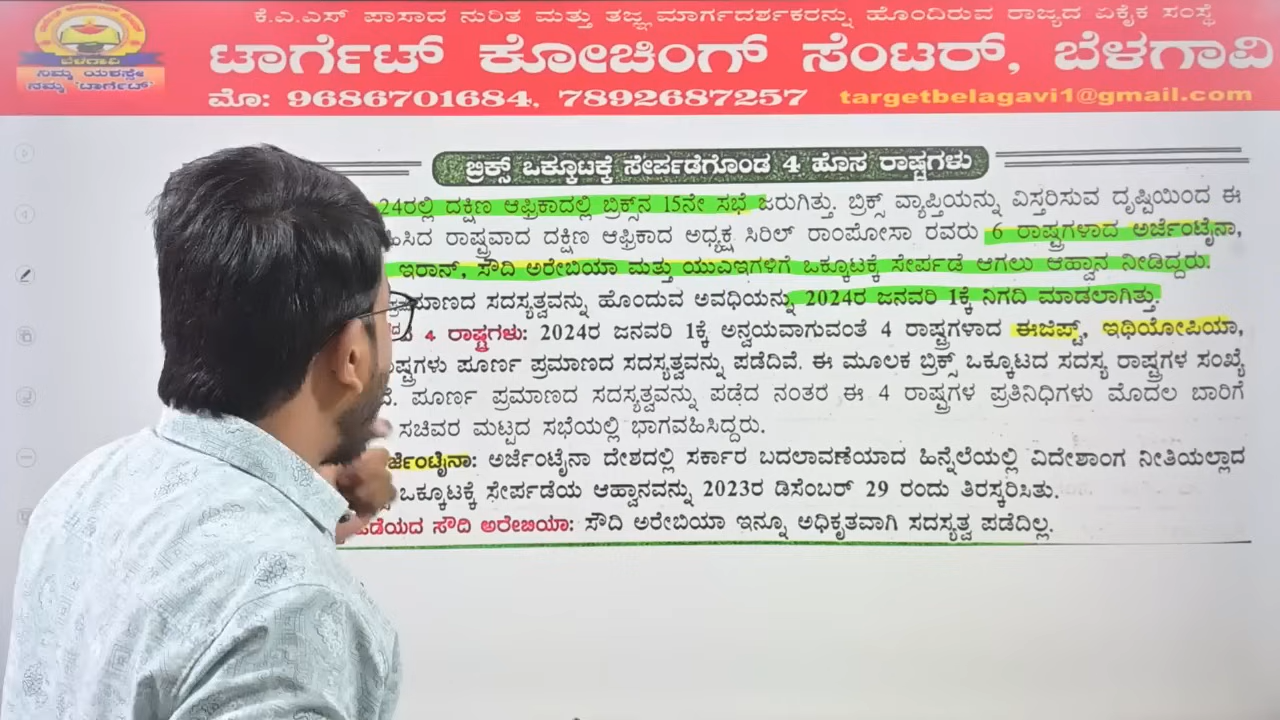 ಕೆ.ಎ.ಎಸ್ ಪಾಸಾದ ನುರಿತ ಮತ್ತು ತಜ್ಞ ಮಾರ್ಗದರ್ಶಕರನ್ನು ಹೊಂದಿರುವ ರಾಜ್ಯದ ಏಕೈಕ ಸಂಸ್ಥೆ
ಟಾರ್ಗೆಟ್ ಕೋಚಿಂಗ್ ಸೆಂಟರ್, ಬೆಳಗಾವಿ
ಬೆಳಗಾವಿ
ನಿಮ್ಮ ಯಶಸ್ಸೇ
ನಮ್ಮ 'ಟಾರ್ಗೆಟ್'
ಮೊ: 9686701684, 7892687257 targetbelagavi1@gmail.com
ಬ್ರಿಕ್ಸ್ ಒಕ್ಕೂಟಕ್ಕೆ ಸೇರ್ಪಡೆಗೊಂಡ 4 ಹೊಸ ರಾಷ್ಟ್ರಗಳು
24ರಲ್ಲಿ ದಕ್ಷಿಣ ಆಫ್ರಿಕಾದಲ್ಲಿ ಬ್ರಿಕ್ಸ್‌ನ 15ನೇ ಸಭೆ ಜರುಗಿತ್ತು. ಬ್ರಿಕ್ಸ್ ವ್ಯಾಪ್ತಿಯನ್ನು ವಿಸ್ತರಿಸುವ ದೃಷ್ಟಿಯಿಂದ ಈ
ರಾಷ್ಟ್ರವಾದ ದಕ್ಷಿಣ ಆಫ್ರಿಕಾದ ಅಧ್ಯಕ್ಷ ಸಿರಿಲ್ ರಾಂಪೋಸಾ ರವರು 6 ರಾಷ್ಟ್ರಗಳಾದ ಅರ್ಜೆಂಟೈನಾ,
ಇರಾನ್, ಸೌದಿ ಅರೇಬಿಯಾ ಮತ್ತು ಯುಎಇಗಳಿಗೆ ಒಕ್ಕೂಟಕ್ಕೆ ಸೇರ್ಪಡೆ ಆಗಲು ಆಹ್ವಾನ ನೀಡಿದ್ದರು.
ಪ್ರಮಾಣದ ಸದಸ್ಯತ್ವವನ್ನು ಹೊಂದುವ ಅವಧಿಯನ್ನು 2024ರ ಜನವರಿ 1ಕ್ಕೆ ನಿಗದಿ ಮಾಡಲಾಗಿತ್ತು.
4 ರಾಷ್ಟ್ರಗಳು: 2024ರ ಜನವರಿ 1ಕ್ಕೆ ಅನ್ವಯವಾಗುವಂತೆ 4 ರಾಷ್ಟ್ರಗಳಾದ ಈಜಿಪ್ಟ್, ಇಥಿಯೋಪಿಯಾ,
ಷ್ಟ್ರಗಳು ಪೂರ್ಣ ಪ್ರಮಾಣದ ಸದಸ್ಯತ್ವವನ್ನು ಪಡೆದಿವೆ. ಈ ಮೂಲಕ ಬ್ರಿಕ್ಸ್ ಒಕ್ಕೂಟದ ಸದಸ್ಯ ರಾಷ್ಟ್ರಗಳ ಸಂಖ್ಯೆ
ಪೂರ್ಣ ಪ್ರಮಾಣದ ಸದಸ್ಯತ್ವವನ್ನು ಪಡೆದ ನಂತರ ಈ 4 ರಾಷ್ಟ್ರಗಳ ಪ್ರತಿನಿಧಿಗಳು ಮೊದಲ ಬಾರಿಗೆ
ಸಚಿವರ ಮಟ್ಟದ ಸಭೆಯಲ್ಲಿ ಭಾಗವಹಿಸಿದ್ದರು.
ರ್ಜೆಂಟೈನಾ: ಅರ್ಜೆಂಟೈನಾ ದೇಶದಲ್ಲಿ ಸರ್ಕಾರ ಬದಲಾವಣೆಯಾದ ಹಿನ್ನೆಲೆಯಲ್ಲಿ ವಿದೇಶಾಂಗ ನೀತಿಯಲ್ಲಾದ
ಒಕ್ಕೂಟಕ್ಕೆ ಸೇರ್ಪಡೆಯ ಆಹ್ವಾನವನ್ನು 2023ರ ಡಿಸೆಂಬರ್ 29 ರಂದು ತಿರಸ್ಕರಿಸಿತು.
ಪಡೆಯದ ಸೌದಿ ಅರೇಬಿಯಾ: ಸೌದಿ ಅರೇಬಿಯಾ ಇನ್ನೂ ಅಧಿಕೃತವಾಗಿ ಸದಸ್ಯತ್ವ ಪಡೆದಿಲ್ಲ.